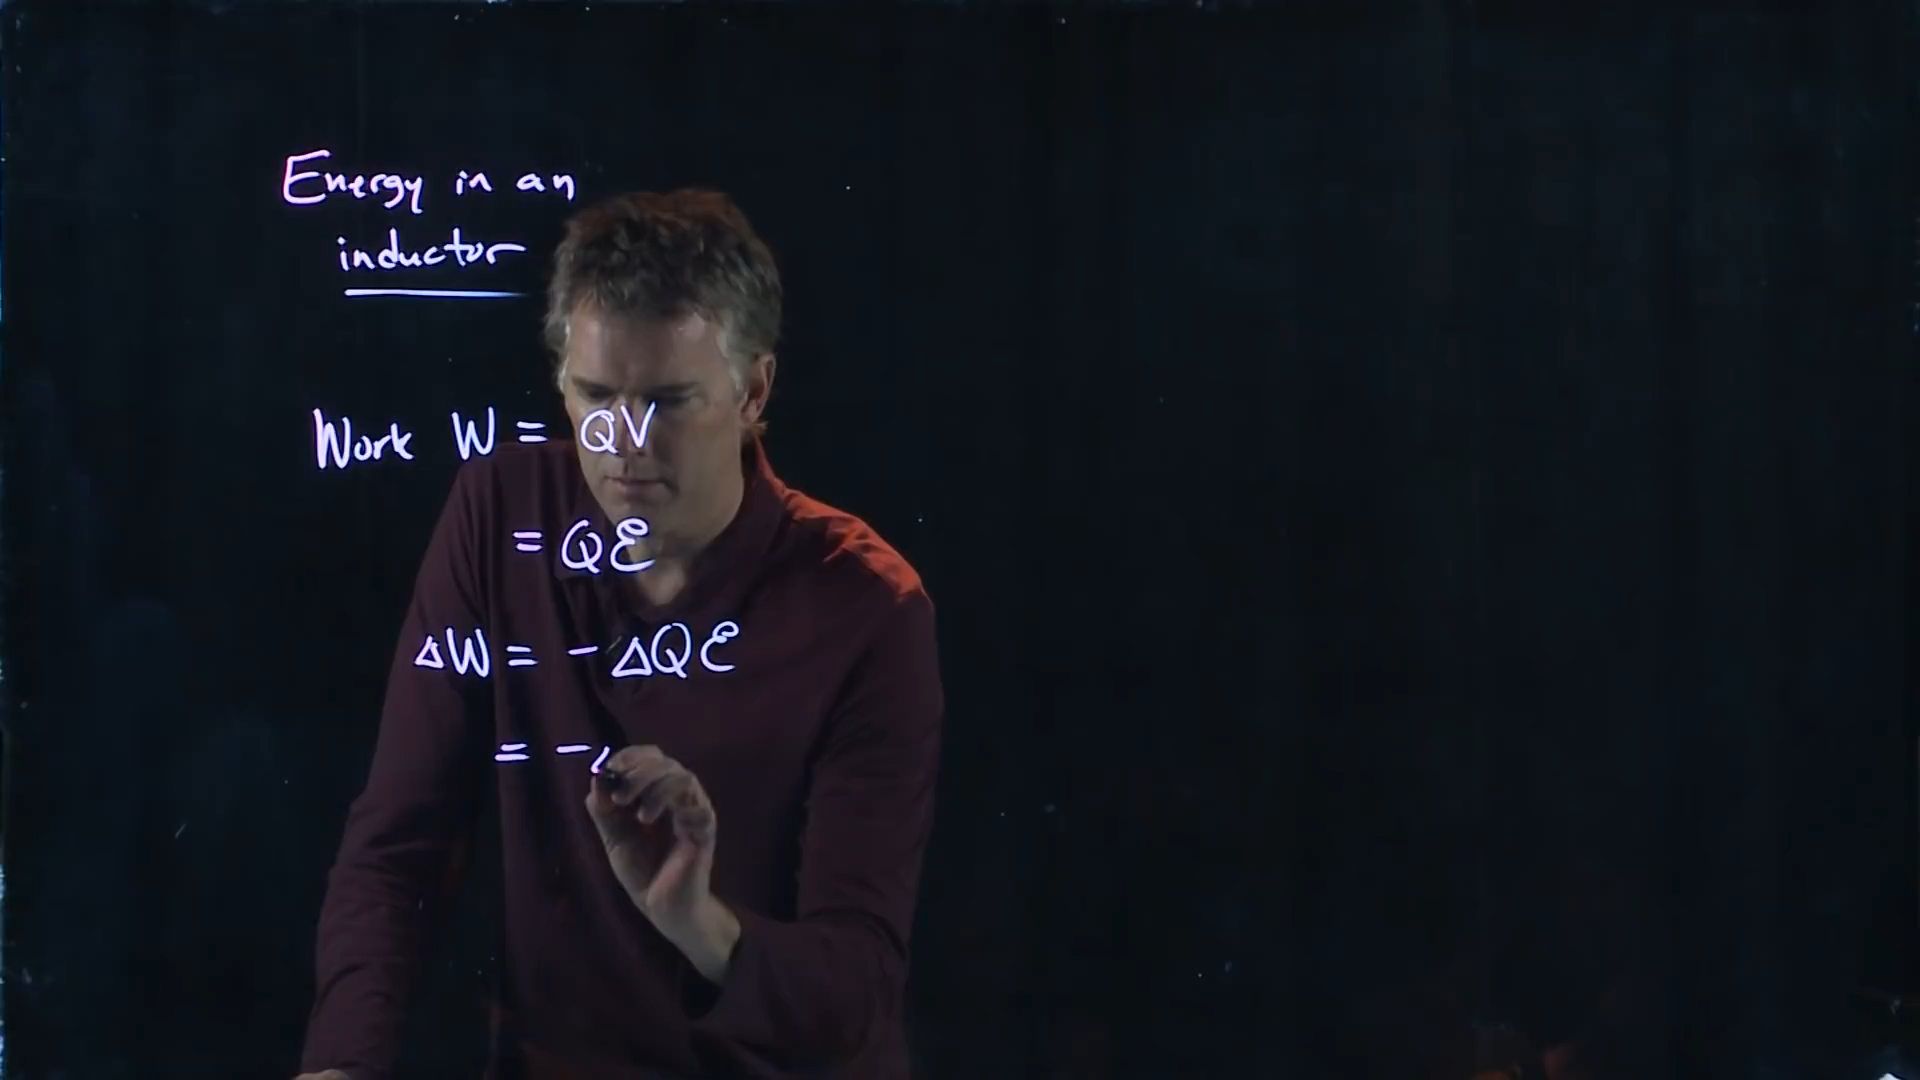 Energy in an
inductor
Work W = QV
= Qℰ
ΔW = -ΔQℰ
= -